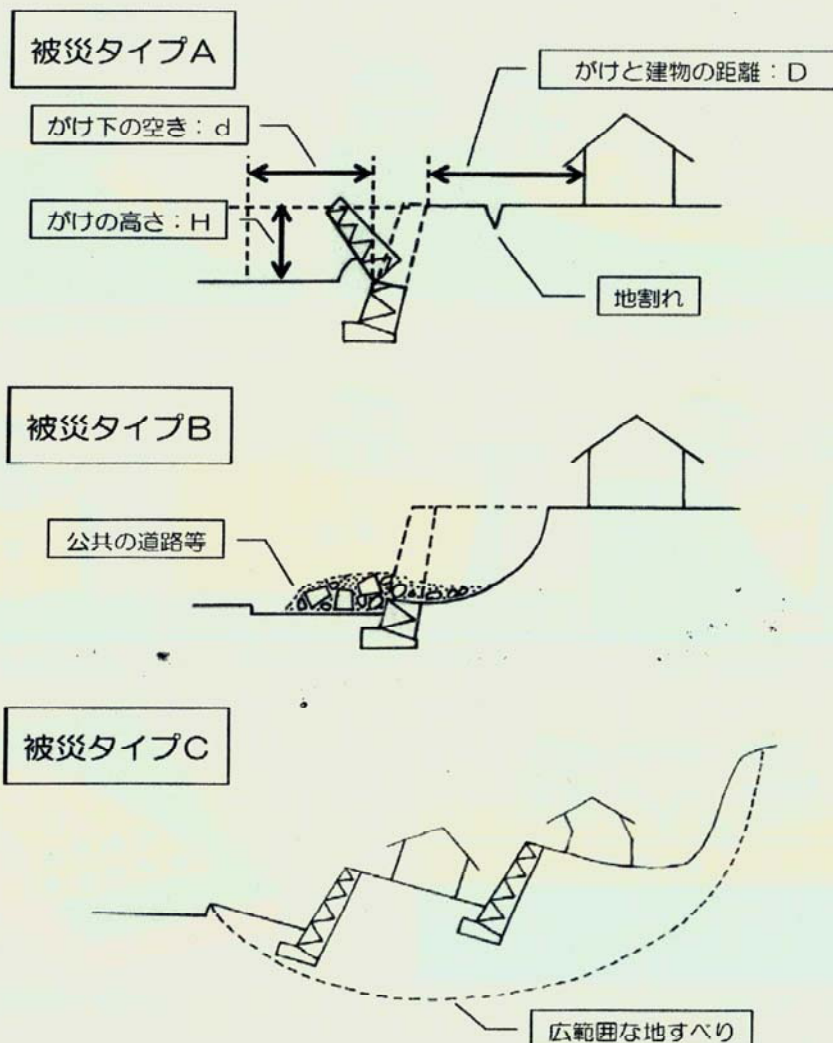 被災タイプA
がけと建物の距離：D
がけ下の空き：d
がけの高さ：H
地割れ
被災タイプB
公共の道路等
被災タイプC
広範囲な地すべり